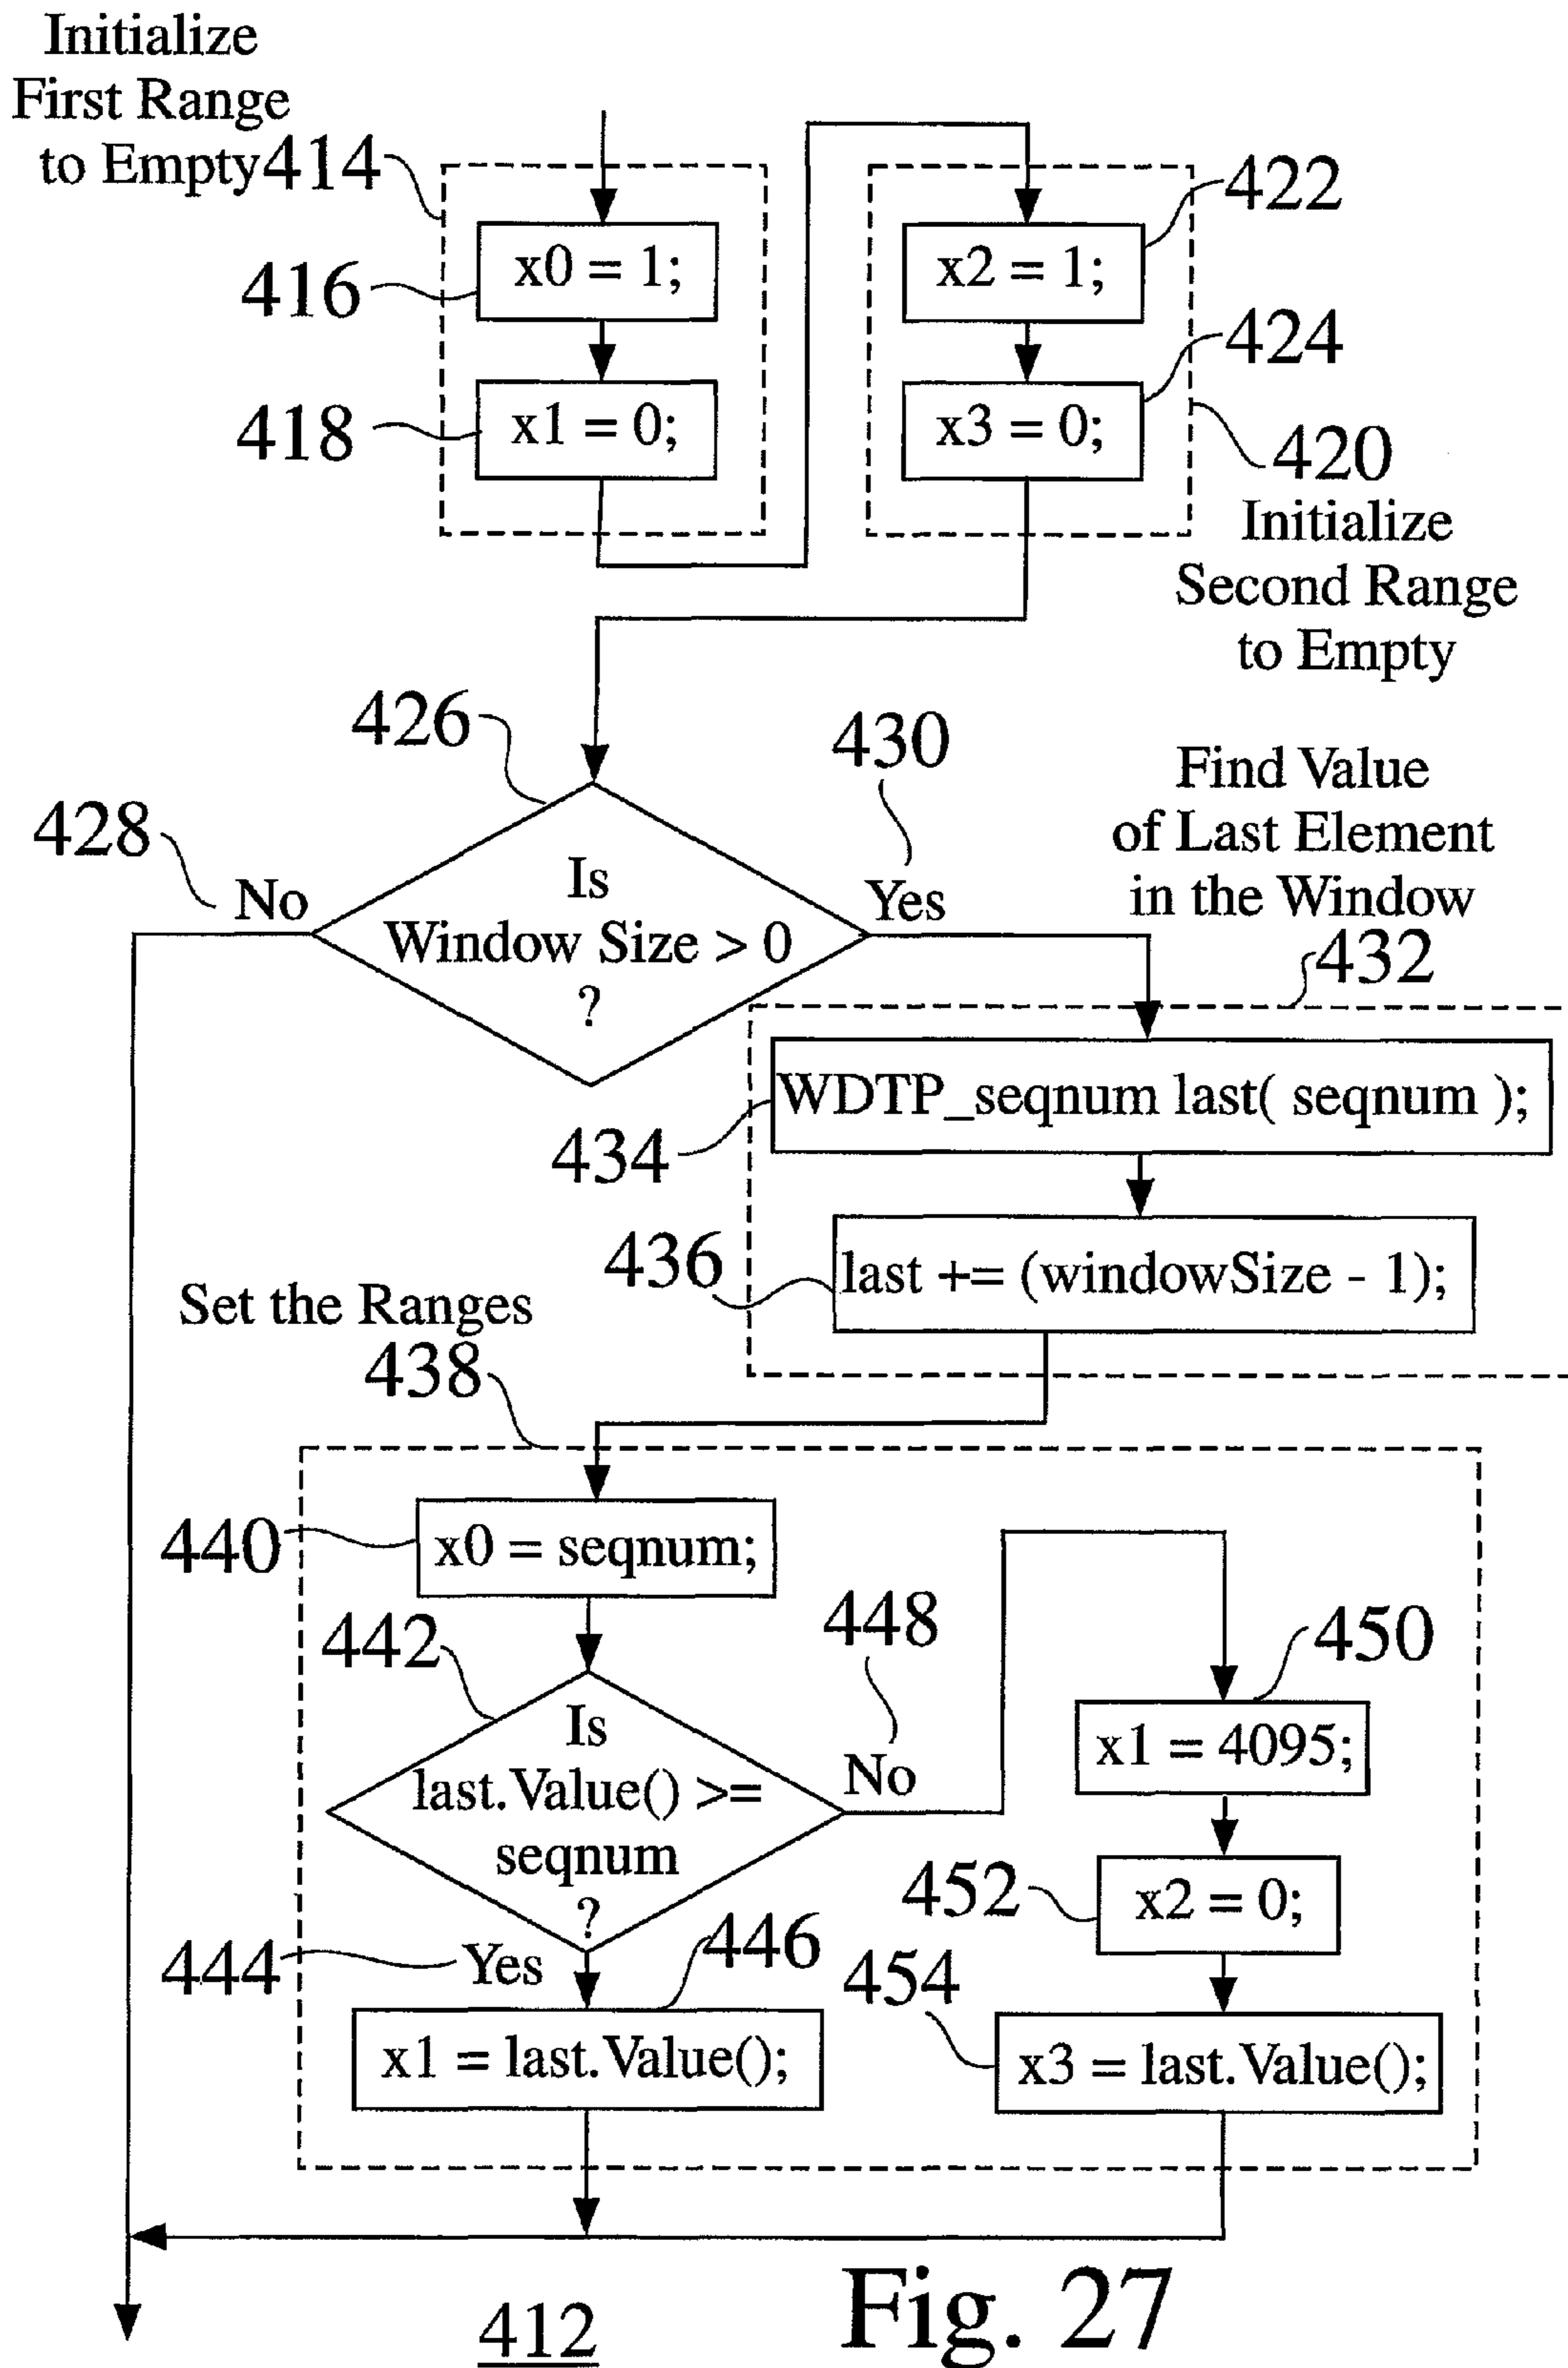 Initialize
First Range
to Empty 414
416
x0 = 1;
418
x1 = 0;
422
x2 = 1;
424
x3 = 0;
420
Initialize
Second Range
to Empty
426
428
No
Is
Window Size > 0
?
430
Yes
Find Value
of Last Element
in the Window
432
WDTP_seqnum last( seqnum );
434
436
last += (windowSize - 1);
Set the Ranges
438
440
x0 = seqnum;
442
Is
last.Value() >=
seqnum
?
448
No
450
x1 = 4095;
452
x2 = 0;
454
x3 = last.Value();
444
Yes
446
x1 = last.Value();
412
Fig. 27